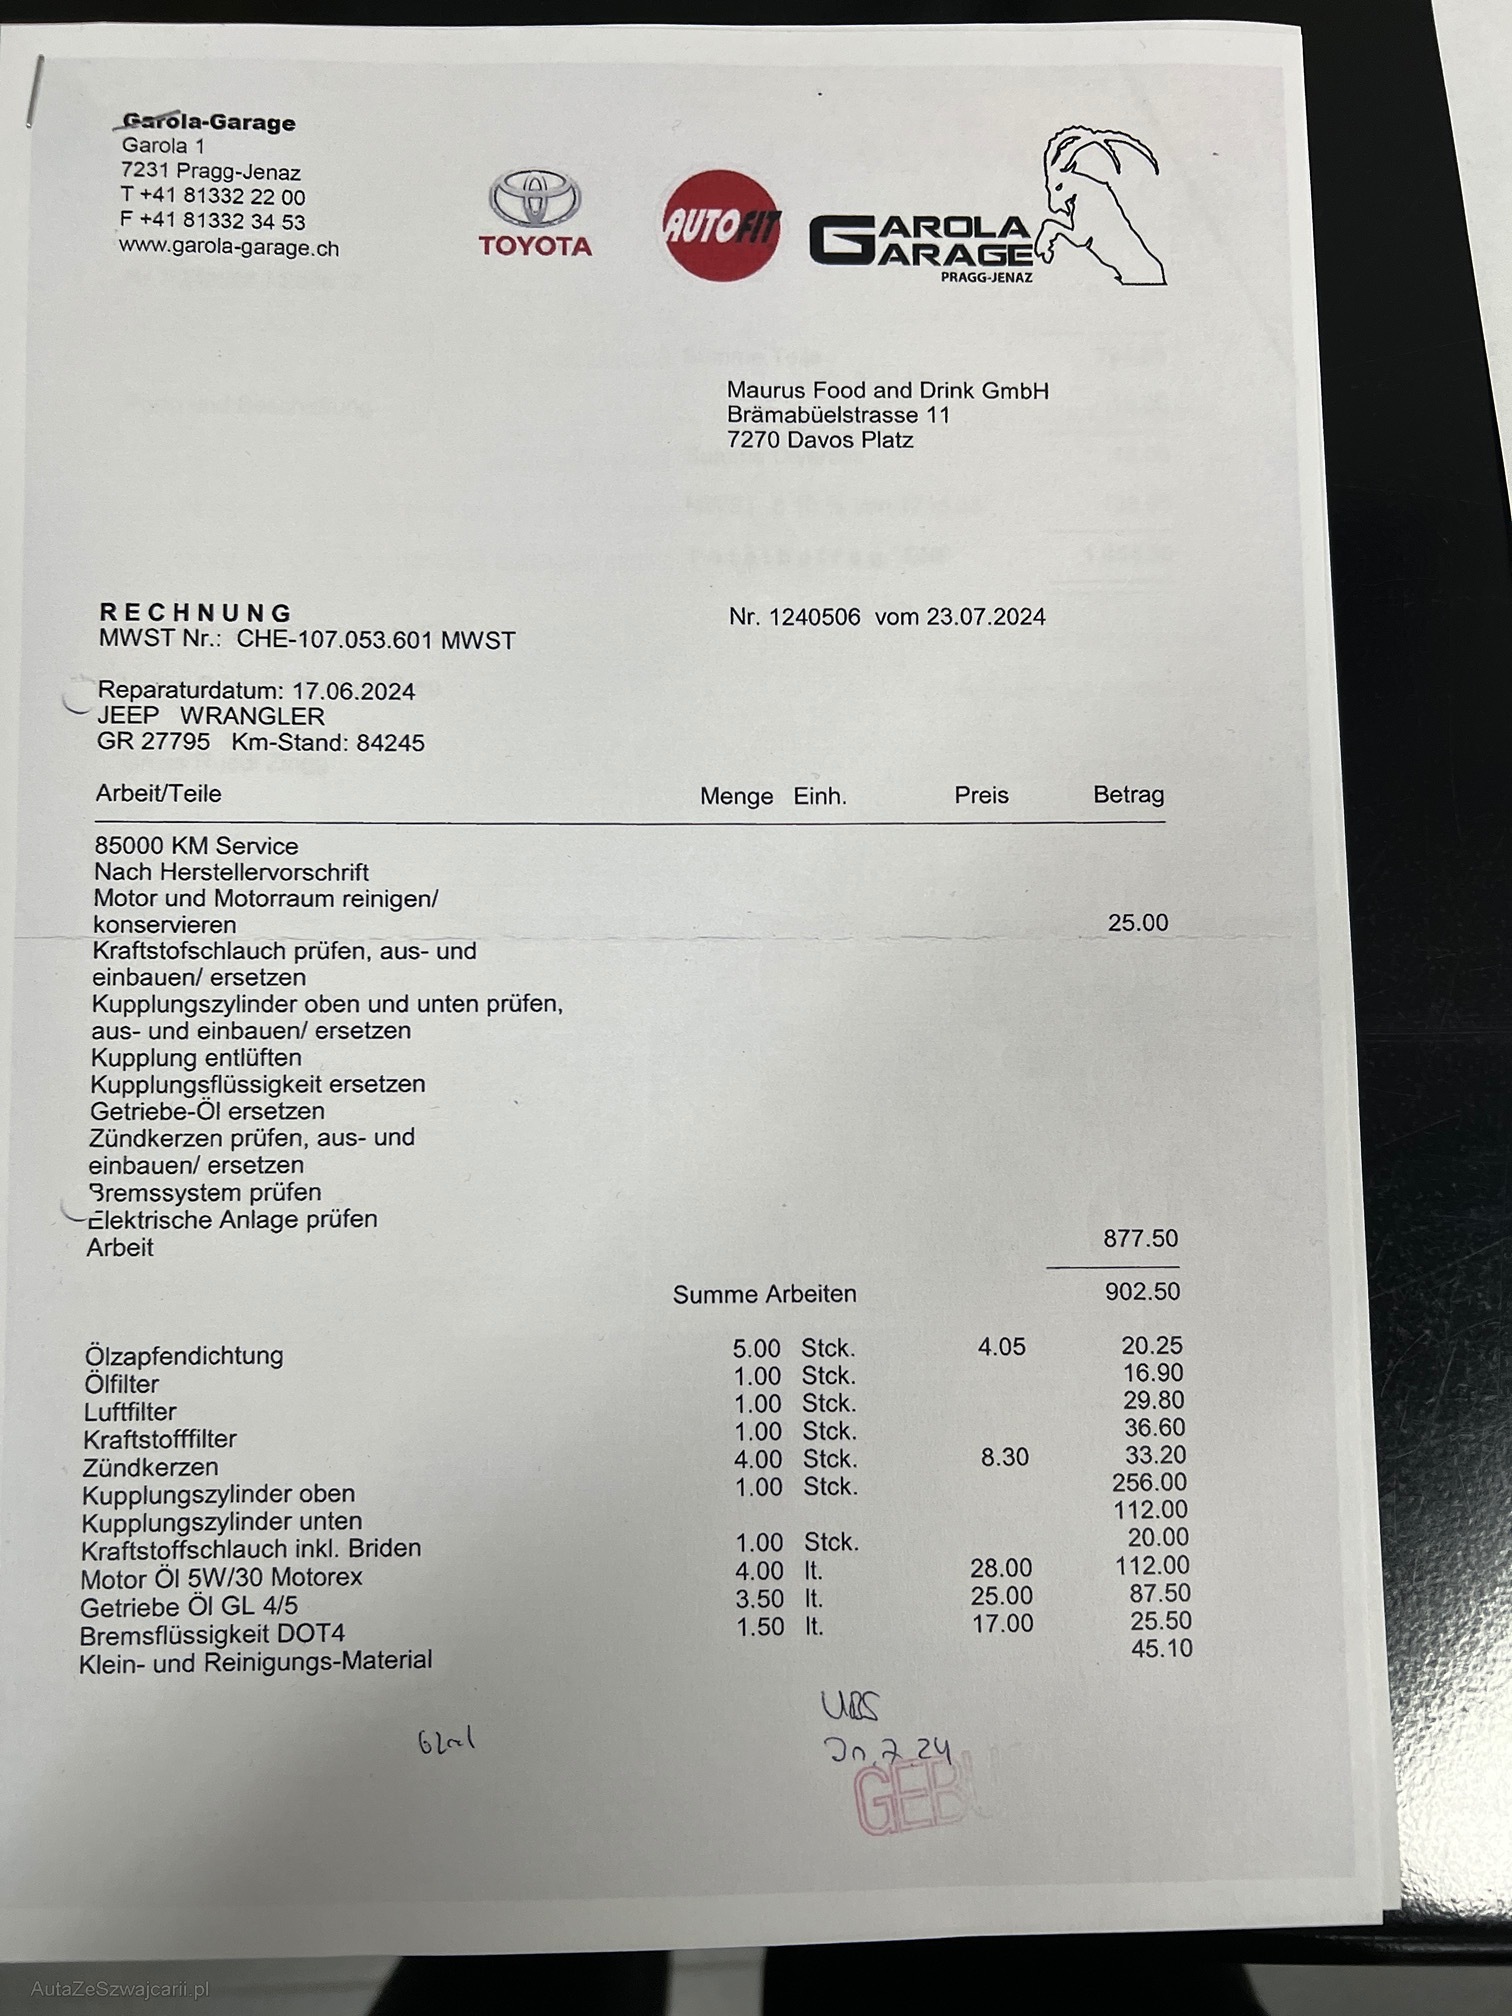 Garola-Garage
Garola 1
7231 Pragg-Jenaz
T +41 81332 22 00
F +41 81332 34 53
www.garola-garage.ch
TOYOTA
AUTOFIT
GAROLA
GARAGE
PRAGG-JENAZ
Maurus Food and Drink GmbH
Brämabüelstrasse 11
7270 Davos Platz
RECHNUNG Nr. 1240506 vom 23.07.2024
MWST Nr.: CHE-107.053.601 MWST
Reparaturdatum: 17.06.2024
JEEP WRANGLER
GR 27795 Km-Stand: 84245
Arbeit/Teile Menge Einh. Preis Betrag
85000 KM Service
Nach Herstellervorschrift
Motor und Motorraum reinigen/
konservieren 25.00
Kraftstofschlauch prüfen, aus- und
einbauen/ ersetzen
Kupplungszylinder oben und unten prüfen,
aus- und einbauen/ ersetzen
Kupplung entlüften
Kupplungsflüssigkeit ersetzen
Getriebe-Öl ersetzen
Zündkerzen prüfen, aus- und
einbauen/ ersetzen
Bremssystem prüfen
Elektrische Anlage prüfen
Arbeit 877.50
Summe Arbeiten 902.50
Ölzapfendichtung 5.00 Stck. 4.05 20.25
Ölfilter 1.00 Stck. 16.90
Luftfilter 1.00 Stck. 29.80
Kraftstofffilter 1.00 Stck. 36.60
Zündkerzen 4.00 Stck. 8.30 33.20
Kupplungszylinder oben 1.00 Stck. 256.00
Kupplungszylinder unten 112.00
Kraftstoffschlauch inkl. Briden 1.00 Stck. 20.00
Motor Öl 5W/30 Motorex 4.00 lt. 28.00 112.00
Getriebe Öl GL 4/5 3.50 lt. 25.00 87.50
Bremsflüssigkeit DOT4 1.50 lt. 17.00 25.50
Klein- und Reinigungs-Material 45.10
UBS
GEBU
AutaZeSzwajcarii.pl